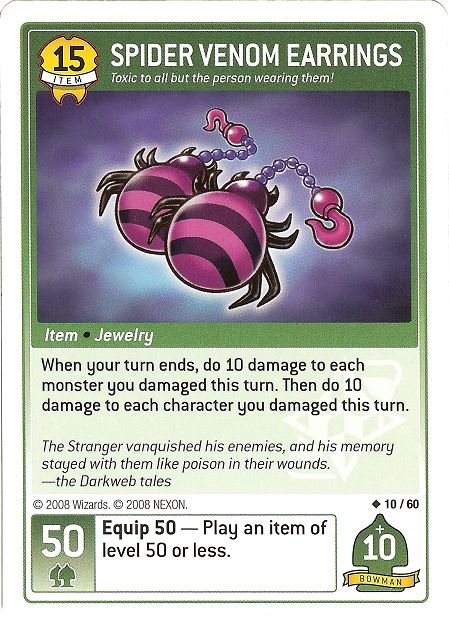 15
ITEM
SPIDER VENOM EARRINGS
Toxic to all but the person wearing them!
Item • Jewelry
When your turn ends, do 10 damage to each
monster you damaged this turn. Then do 10
damage to each character you damaged this turn.
The Stranger vanquished his enemies, and his memory
stayed with them like poison in their wounds.
—the Darkweb tales
© 2008 Wizards. © 2008 NEXON.
◆ 10 / 60
50
Equip 50 — Play an item of
level 50 or less.
+
10
BOWMAN